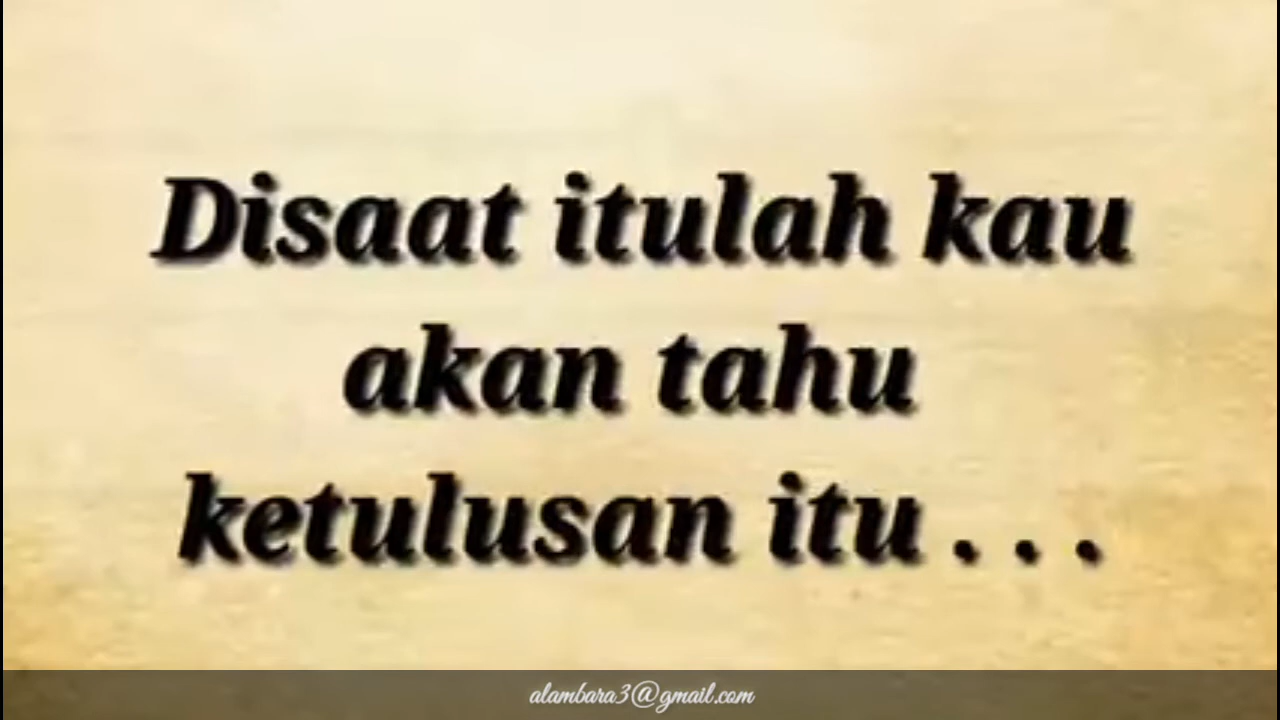 Disaat itulah kau
akan tahu
ketulusan itu . . .
alambara3@gmail.com